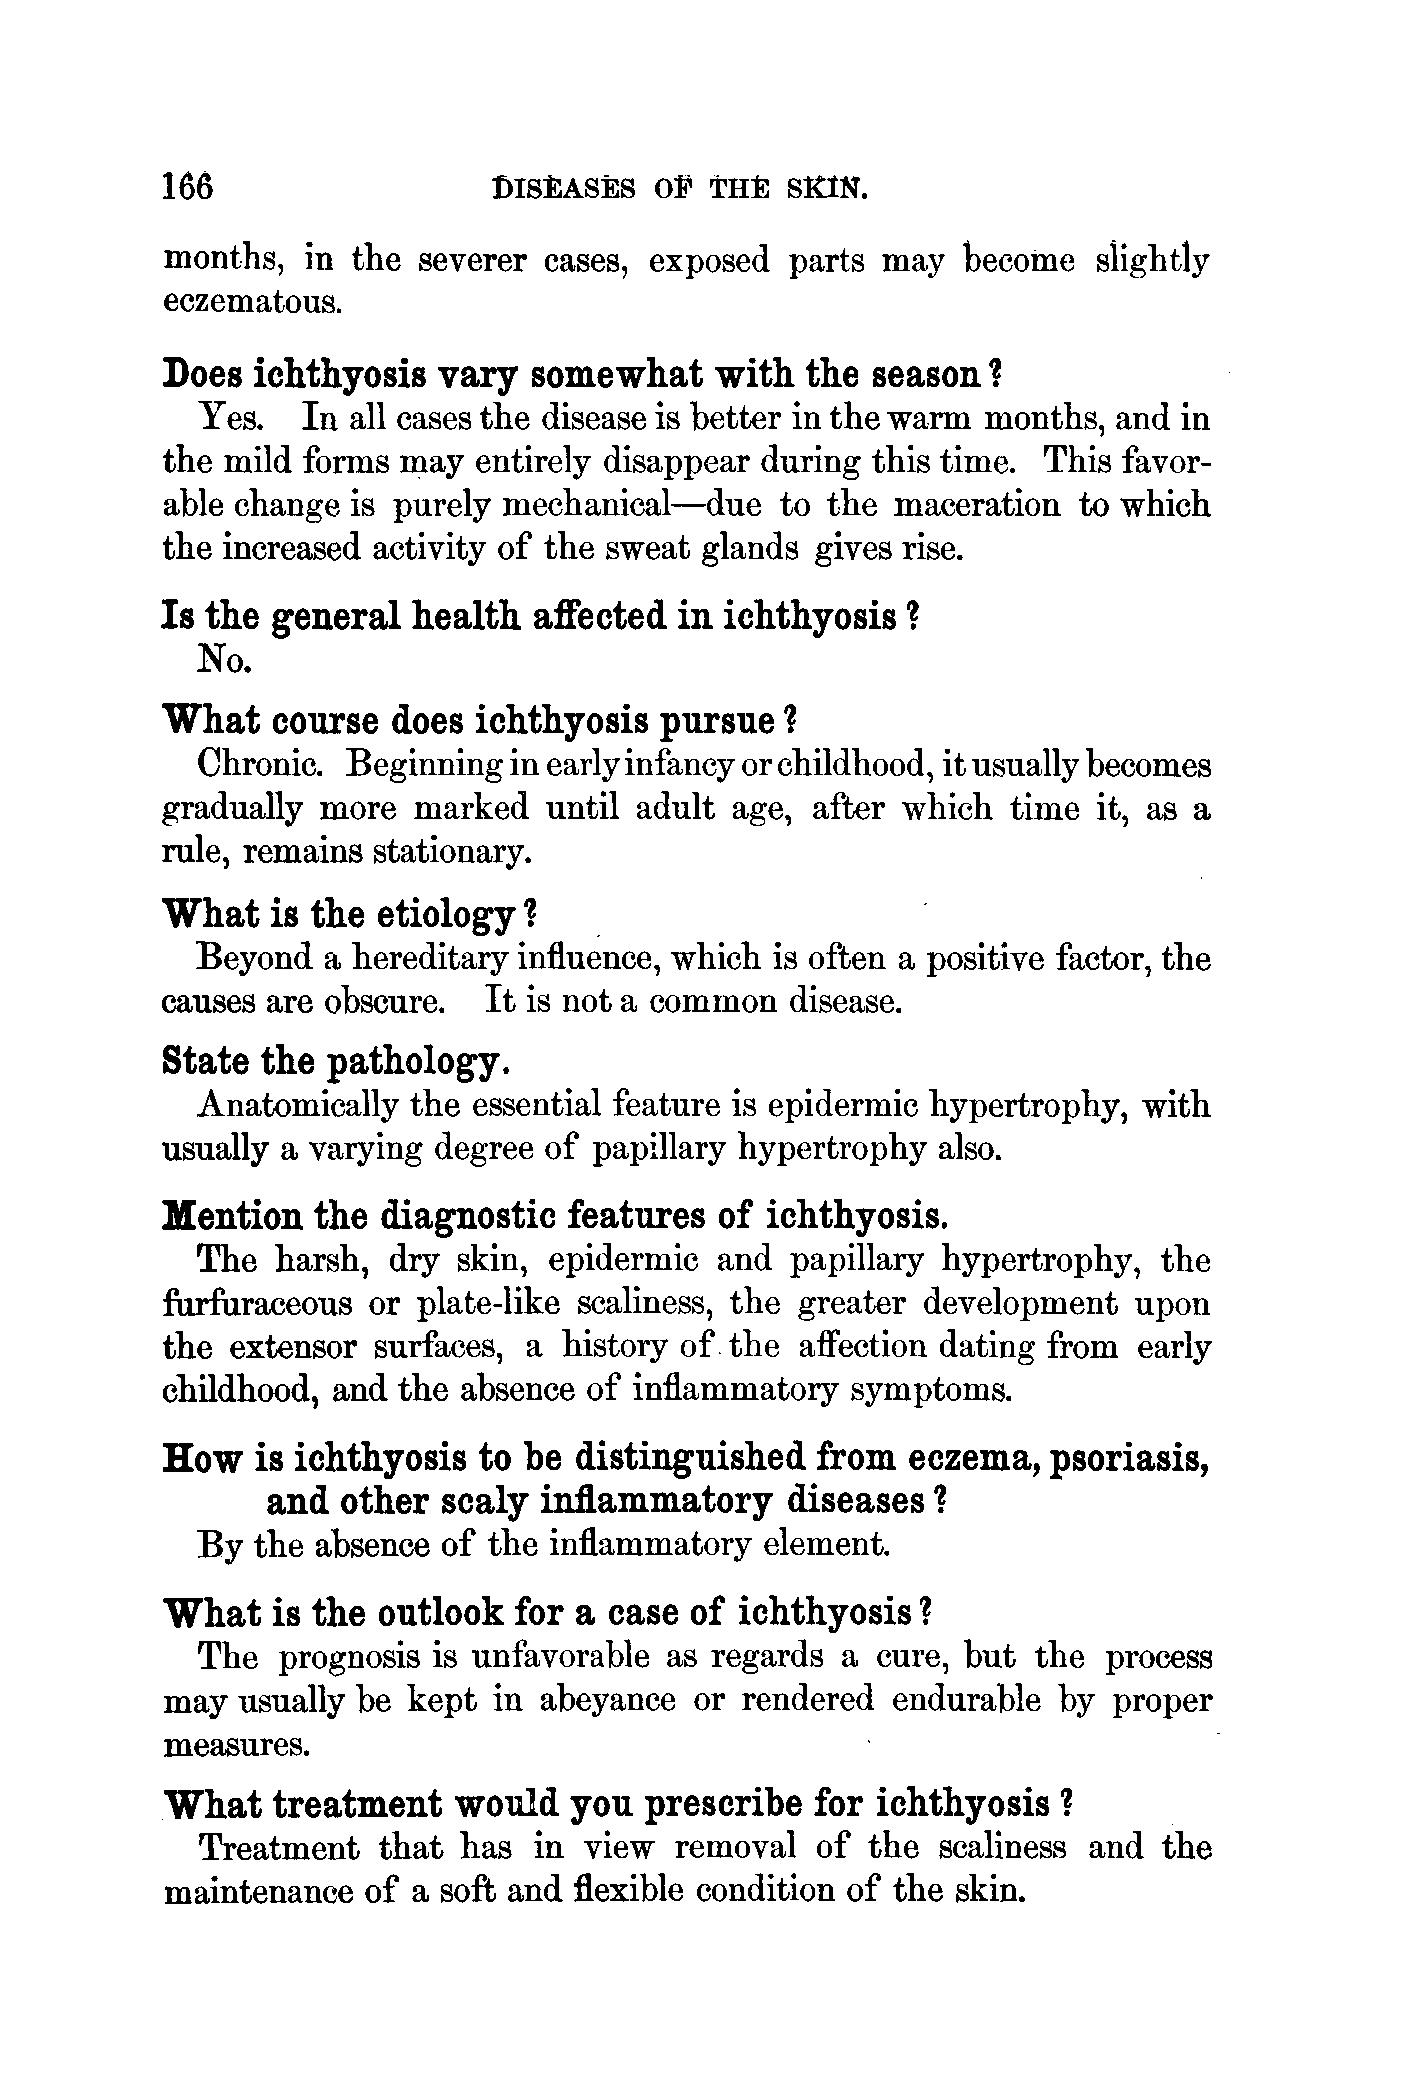 166 DISEASES OF THE SKIN.
months, in the severer cases, exposed parts may become slightly
eczematous.
Does ichthyosis vary somewhat with the season?
Yes. In all cases the disease is better in the warm months, and in
the mild forms may entirely disappear during this time. This favor-
able change is purely mechanical—due to the maceration to which
the increased activity of the sweat glands gives rise.
Is the general health affected in ichthyosis?
No.
What course does ichthyosis pursue?
Chronic. Beginning in early infancy or childhood, it usually becomes
gradually more marked until adult age, after which time it, as a
rule, remains stationary.
What is the etiology?
Beyond a hereditary influence, which is often a positive factor, the
causes are obscure. It is not a common disease.
State the pathology.
Anatomically the essential feature is epidermic hypertrophy, with
usually a varying degree of papillary hypertrophy also.
Mention the diagnostic features of ichthyosis.
The harsh, dry skin, epidermic and papillary hypertrophy, the
furfuraceous or plate-like scaliness, the greater development upon
the extensor surfaces, a history of the affection dating from early
childhood, and the absence of inflammatory symptoms.
How is ichthyosis to be distinguished from eczema, psoriasis,
and other scaly inflammatory diseases?
By the absence of the inflammatory element.
What is the outlook for a case of ichthyosis?
The prognosis is unfavorable as regards a cure, but the process
may usually be kept in abeyance or rendered endurable by proper
measures.
What treatment would you prescribe for ichthyosis?
Treatment that has in view removal of the scaliness and the
maintenance of a soft and flexible condition of the skin.